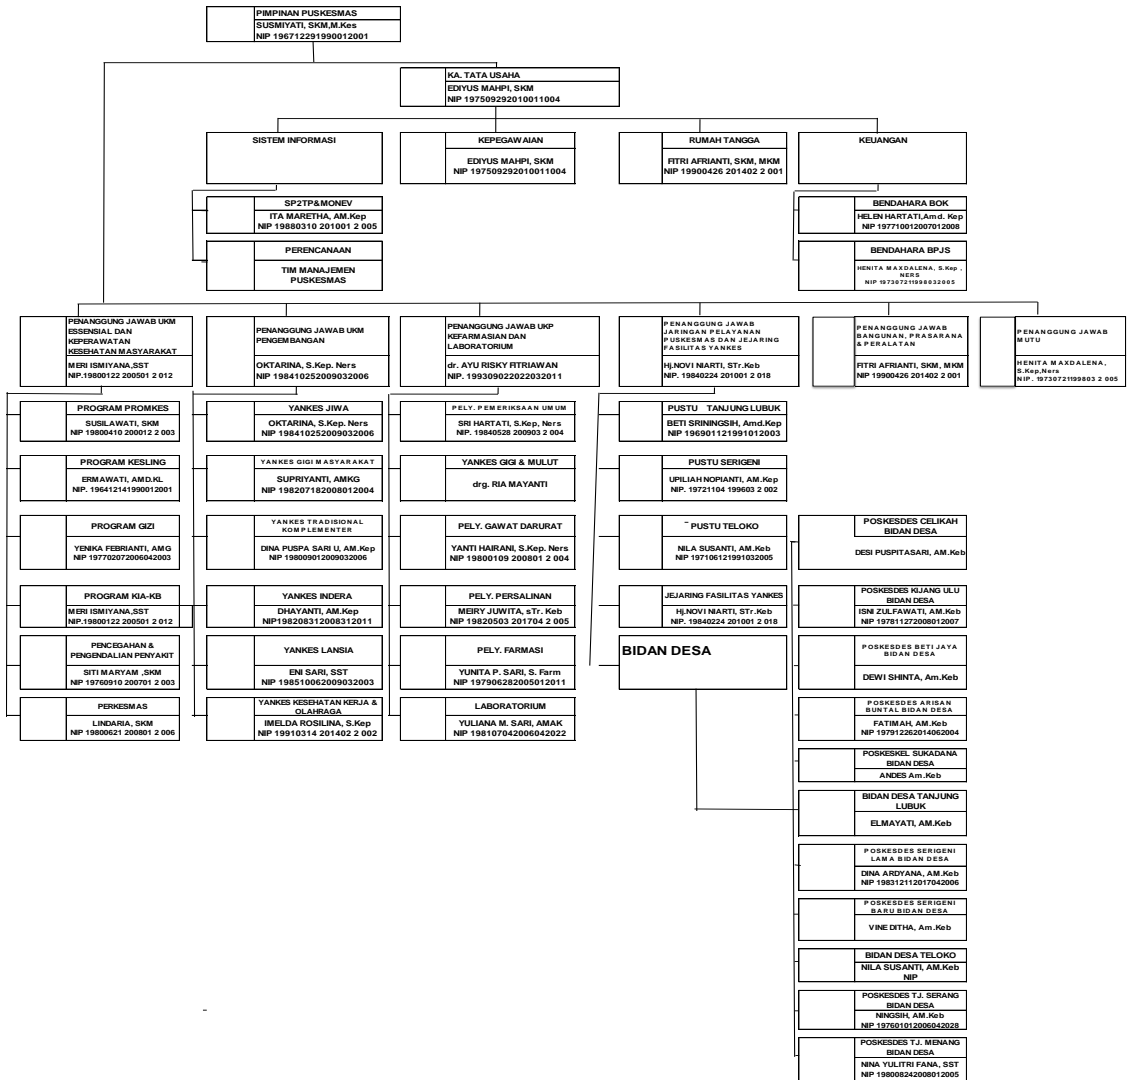 PIMPINAN PUSKESMAS
SUSMIYATI, SKM,M.Kes
NIP 196712291990012001
KA. TATA USAHA
EDIYUS MAHPI, SKM
NIP 197509292010011004
SISTEM INFORMASI
KEPEGAWAIAN
EDIYUS MAHPI, SKM
NIP 197509292010011004
RUMAH TANGGA
FITRI AFRIANTI, SKM, MKM
NIP 19900426 201402 2 001
KEUANGAN
SP2TP&MONEV
ITA MARETHA, AM.Kep
NIP 19880310 201001 2 005
PERENCANAAN
TIM MANAJEMEN
PUSKESMAS
BENDAHARA BOK
HELEN HARTATI,Amd. Kep
NIP 197710012007012008
BENDAHARA BPJS
HENITA MAXDALENA, S.Kep ,
NERS
NIP 197307211998032005
PENANGGUNG JAWAB UKM
ESSENSIAL DAN
KEPERAWATAN
KESEHATAN MASYARAKAT
MERI ISMIYANA,SST
NIP.19800122 200501 2 012
PENANGGUNG JAWAB UKM
PENGEMBANGAN
OKTARINA, S.Kep. Ners
NIP 198410252009032006
PENANGGUNG JAWAB UKP
KEFARMASIAN DAN
LABORATORIUM
dr. AYU RISKY FITRIAWAN
NIP. 199309022022032011
PENANGGUNG JAWAB
JARINGAN PELAYANAN
PUSKESMAS DAN JEJARING
FASILITAS YANKES
Hj.NOVI NIARTI, STr.Keb
NIP. 19840224 201001 2 018
PENANGGUNG JAWAB
BANGUNAN, PRASARANA
& PERALATAN
FITRI AFRIANTI, SKM, MKM
NIP 19900426 201402 2 001
PENANGGUNG JAWAB
MUTU
HENITA MAXDALENA,
S.Kep,Ners
NIP. 19730721199803 2 005
PROGRAM PROMKES
SUSILAWATI, SKM
NIP 19800410 200012 2 003
PROGRAM KESLING
ERMAWATI, AMD.KL
NIP. 196412141990012001
PROGRAM GIZI
YENIKA FEBRIANTI, AMG
NIP 197702072006042003
PROGRAM KIA-KB
MERI ISMIYANA,SST
NIP.19800122 200501 2 012
PENCEGAHAN &
PENGENDALIAN PENYAKIT
SITI MARYAM ,SKM
NIP 19760910 200701 2 003
PERKESMAS
LINDARIA, SKM
NIP 19800621 200801 2 006
YANKES JIWA
OKTARINA, S.Kep. Ners
NIP 198410252009032006
YANKES GIGI MASYARAKAT
SUPRIYANTI, AMKG
NIP 198207182008012004
YANKES TRADISIONAL
KOMPLEMENTER
DINA PUSPA SARI U, AM.Kep
NIP 198009012009032006
YANKES INDERA
DHAYANTI, AM.Kep
NIP198208312008312011
YANKES LANSIA
ENI SARI, SST
NIP 198510062009032003
YANKES KESEHATAN KERJA &
OLAHRAGA
IMELDA ROSILINA, S.Kep
NIP 19910314 201402 2 002
PELY. PEMERIKSAAN UMUM
SRI HARTATI, S.Kep, Ners
NIP. 19840528 200903 2 004
YANKES GIGI & MULUT
drg. RIA MAYANTI
PELY. GAWAT DARURAT
YANTI HAIRANI, S.Kep. Ners
NIP 19800109 200801 2 004
PELY. PERSALINAN
MEIRY JUWITA, sTr. Keb
NIP 19820503 201704 2 005
PELY. FARMASI
YUNITA P. SARI, S. Farm
NIP 197906282005012011
LABORATORIUM
YULIANA M. SARI, AMAK
NIP 198107042006042022
PUSTU TANJUNG LUBUK
BETI SRININGSIH, Amd.Kep
NIP 196901121991012003
PUSTU SERIGENI
UPILIAH NOPIANTI, AM.Kep
NIP. 19721104 199603 2 002
PUSTU TELOKO
NILA SUSANTI, AM.Keb
NIP 197106121991032005
JEJARING FASILITAS YANKES
Hj.NOVI NIARTI, STr.Keb
NIP. 19840224 201001 2 018
BIDAN DESA
POSKESDES CELIKAH
BIDAN DESA
DESI PUSPITASARI, AM.Keb
POSKESDES KIJANG ULU
BIDAN DESA
ISNI ZULFAWATI, AM.Keb
NIP 197811272008012007
POSKESDES BETI JAYA
BIDAN DESA
DEWI SHINTA, Am.Keb
POSKESDES ARISAN
BUNTAL BIDAN DESA
FATIMAH, AM.Keb
NIP 197912262014062004
POSKESKEL SUKADANA
BIDAN DESA
ANDES Am.Keb
BIDAN DESA TANJUNG
LUBUK
ELMAYATI, AM.Keb
POSKESDES SERIGENI
LAMA BIDAN DESA
DINA ARDYANA, AM.Keb
NIP 198312112017042006
POSKESDES SERIGENI
BARU BIDAN DESA
VINE DITHA, Am.Keb
BIDAN DESA TELOKO
NILA SUSANTI, AM.Keb
NIP
POSKESDES TJ. SERANG
BIDAN DESA
NINGSIH, AM.Keb
NIP 197601012006042028
POSKESDES TJ. MENANG
BIDAN DESA
NINA YULITRI FANA, SST
NIP 198008242008012005